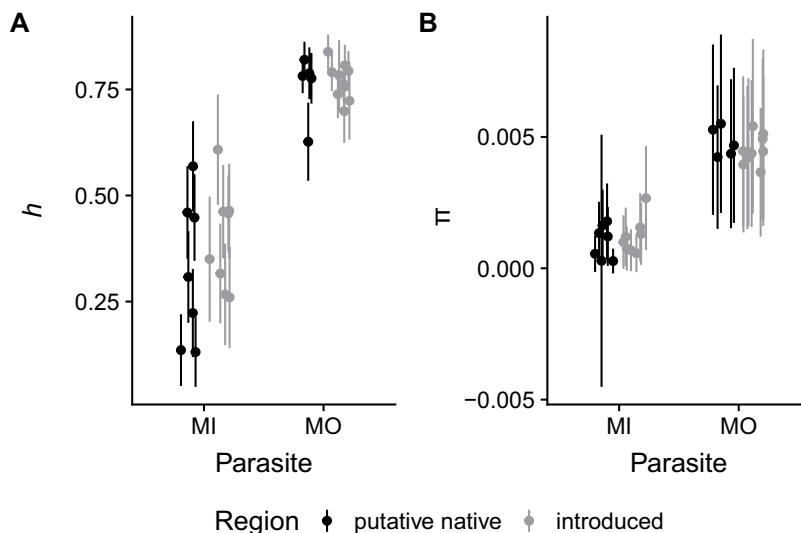 A
B
0.75
0.50
0.25
h
MI
MO
Parasite
0.005
0.000
−0.005
π
MI
MO
Parasite
Region putative native introduced